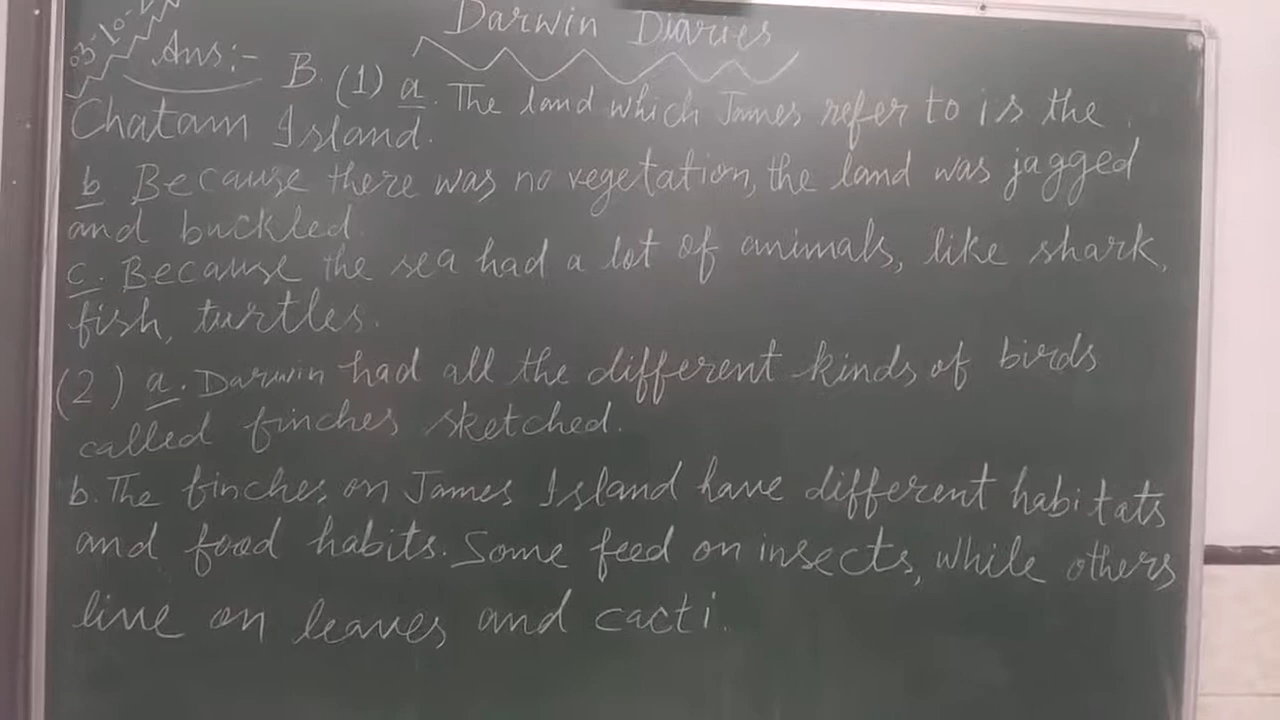 Darwin Diaries
03-10-
Ans:- B. (1) a. The land which James refer to is the
Chatam Island.
b Because there was no vegetation, the land was jagged
and buckled.
c. Because the sea had a lot of animals, like shark,
fish, turtles.
(2) a. Darwin had all the different kinds of birds
called finches sketched.
b. The finches on James Island have different habitats
and food habits. Some feed on insects, while others
live on leaves and cacti.